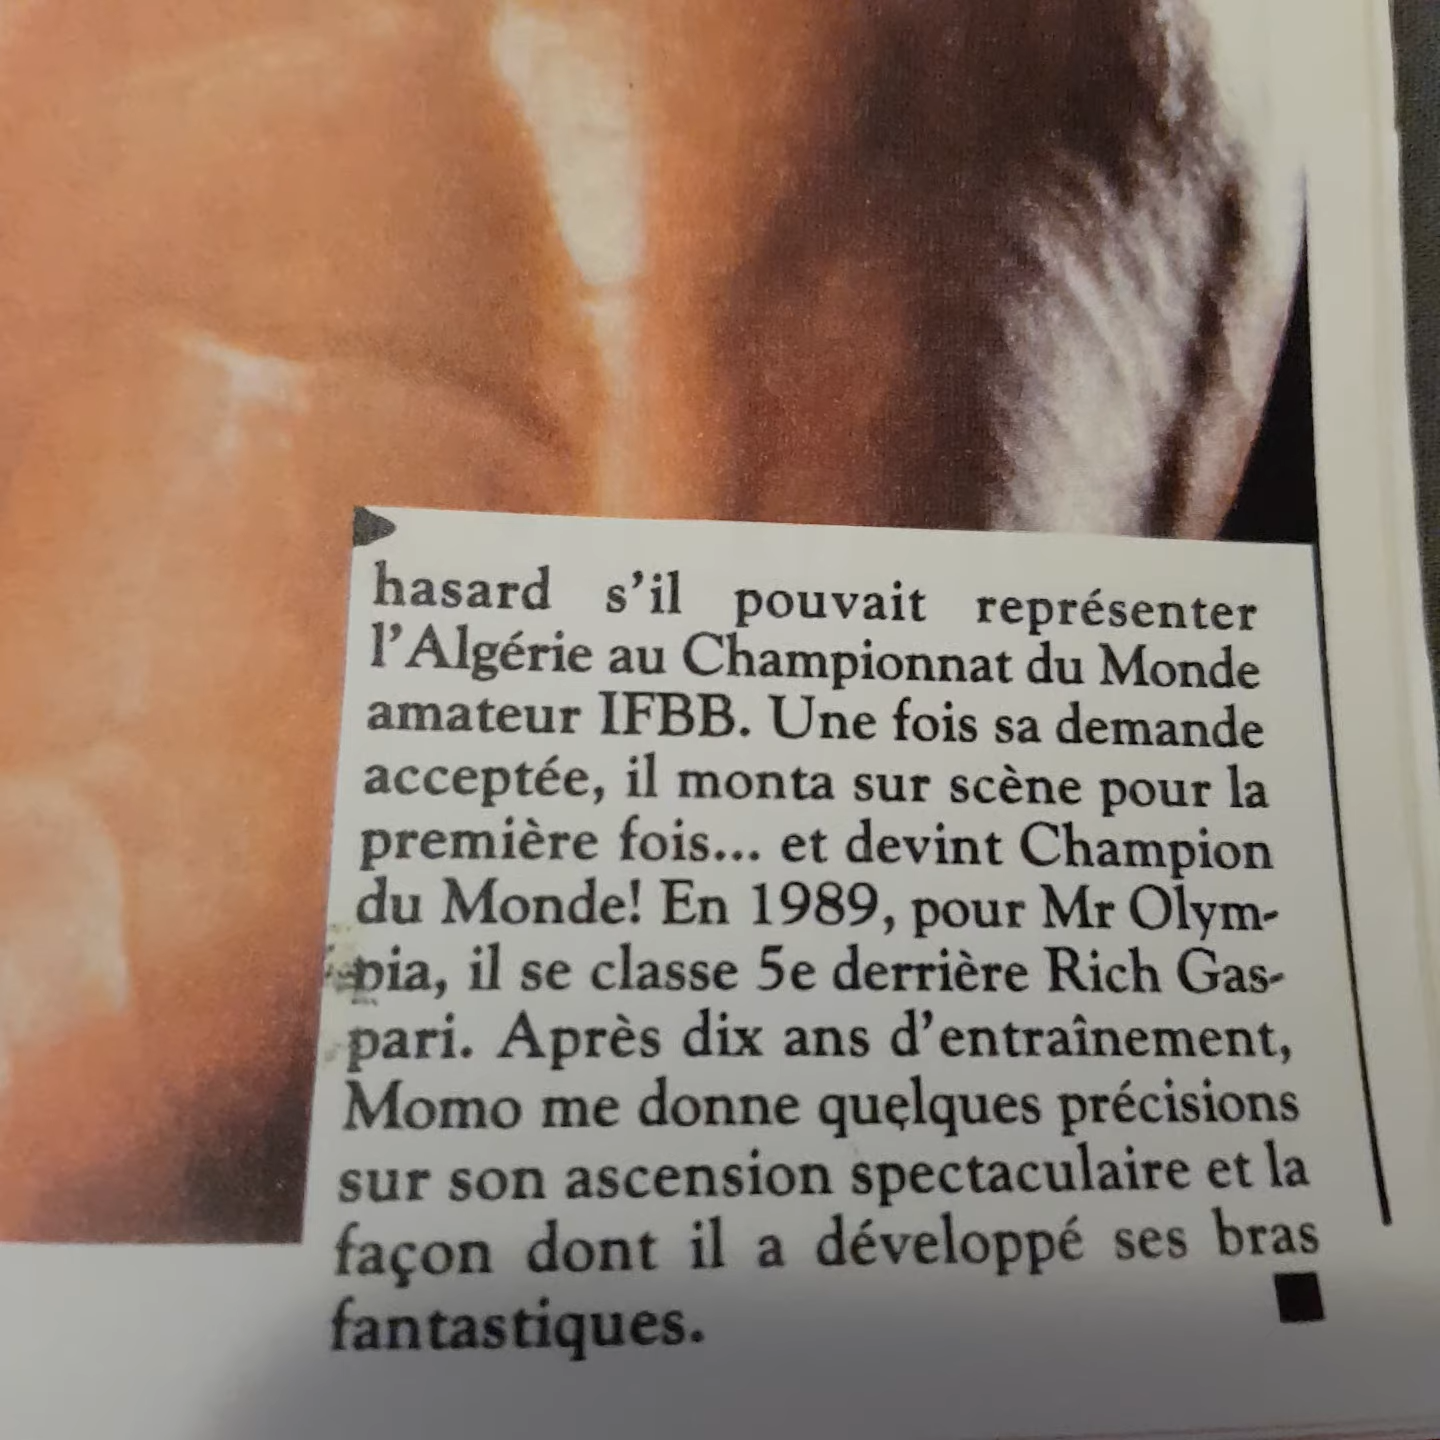 hasard s'il pouvait représenter
l'Algérie au Championnat du Monde
amateur IFBB. Une fois sa demande
acceptée, il monta sur scène pour la
première fois... et devint Champion
du Monde! En 1989, pour Mr Olym-
pia, il se classe 5e derrière Rich Gas-
pari. Après dix ans d'entraînement,
Momo me donne quelques précisions
sur son ascension spectaculaire et la
façon dont il a développé ses bras
fantastiques.